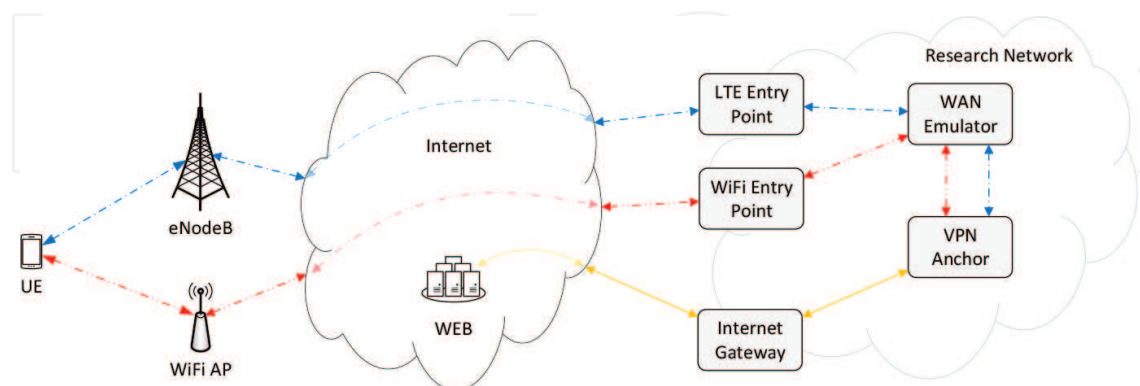 Research Network
LTE Entry
Point
WAN
Emulator
Internet
eNodeB
WiFi Entry
Point
UE
VPN
Anchor
WEB
WiFi AP
Internet
Gateway